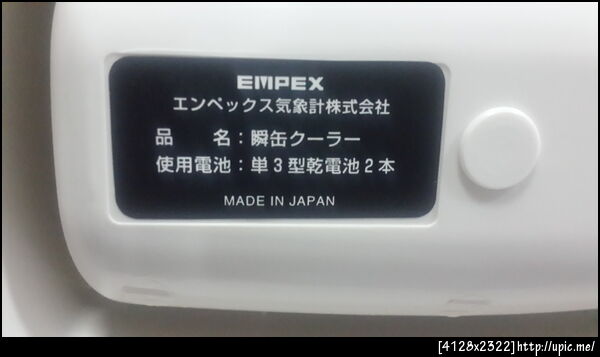 EMPEX
エンペックス気象計株式会社
品　　名：瞬缶クーラー
使用電池：単3型乾電池2本
MADE IN JAPAN
[4128x2322]http://upic.me/